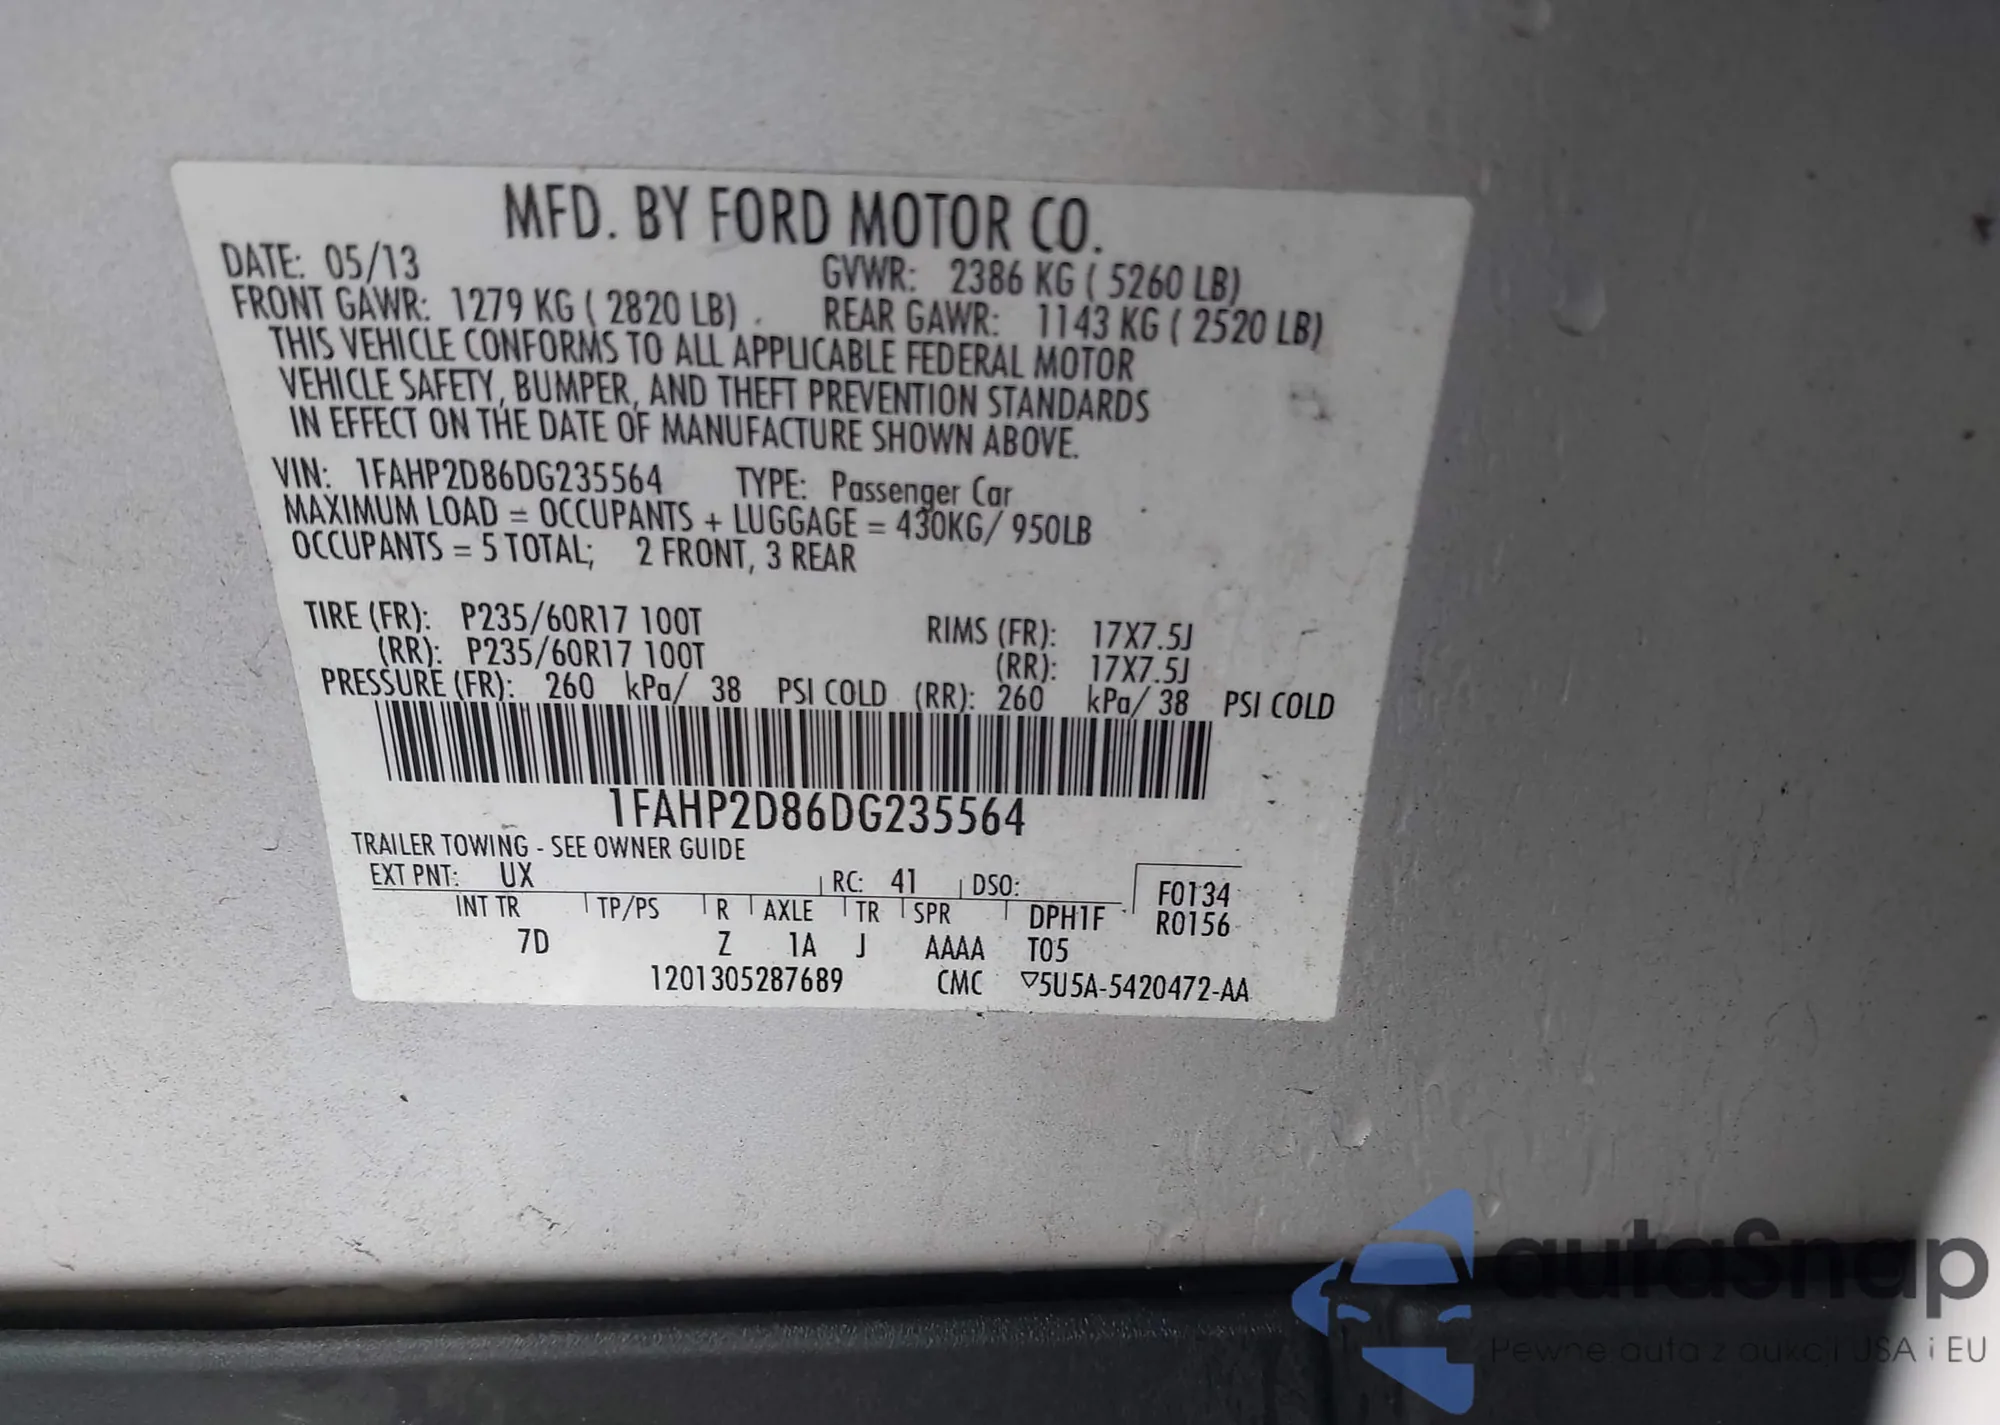 MFD. BY FORD MOTOR CO.
DATE: 05/13 GVWR: 2386 KG ( 5260 LB)
FRONT GAWR: 1279 KG ( 2820 LB) REAR GAWR: 1143 KG ( 2520 LB)
THIS VEHICLE CONFORMS TO ALL APPLICABLE FEDERAL MOTOR
VEHICLE SAFETY, BUMPER, AND THEFT PREVENTION STANDARDS
IN EFFECT ON THE DATE OF MANUFACTURE SHOWN ABOVE.
VIN: 1FAHP2D86DG235564 TYPE: Passenger Car
MAXIMUM LOAD = OCCUPANTS + LUGGAGE = 430KG/ 950LB
OCCUPANTS = 5 TOTAL; 2 FRONT, 3 REAR
TIRE (FR): P235/60R17 100T RIMS (FR): 17X7.5J
(RR): P235/60R17 100T (RR): 17X7.5J
PRESSURE (FR): 260 kPa/ 38 PSI COLD (RR): 260 kPa/ 38 PSI COLD
1FAHP2D86DG235564
TRAILER TOWING - SEE OWNER GUIDE
EXT PNT: UX RC: 41 DSO: F0134
INT TR TP/PS R AXLE TR SPR DPH1F R0156
7D Z 1A J AAAA T05
1201305287689 CMC ▽5U5A-5420472-AA
autaSnap
Pewne auta z aukcji USA i EU